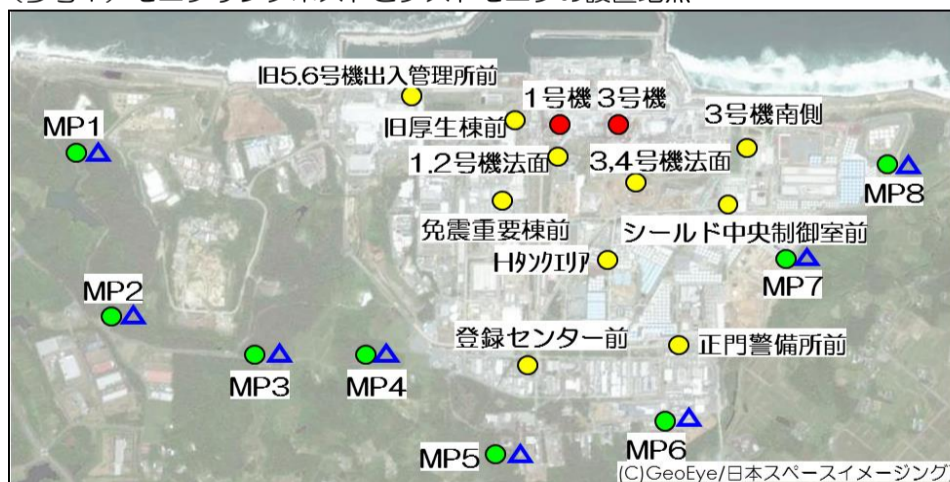 旧5.6号機出入管理所前
1号機
3号機
3号機南側
MP1
旧厚生棟前
1.2号機法面
3,4号機法面
MP8
免震重要棟前
シールド中央制御室前
Hタンクエリア
MP7
MP2
登録センター前
正門警備所前
MP3
MP4
MP5
MP6
(C)GeoEye/日本スペースイメージング